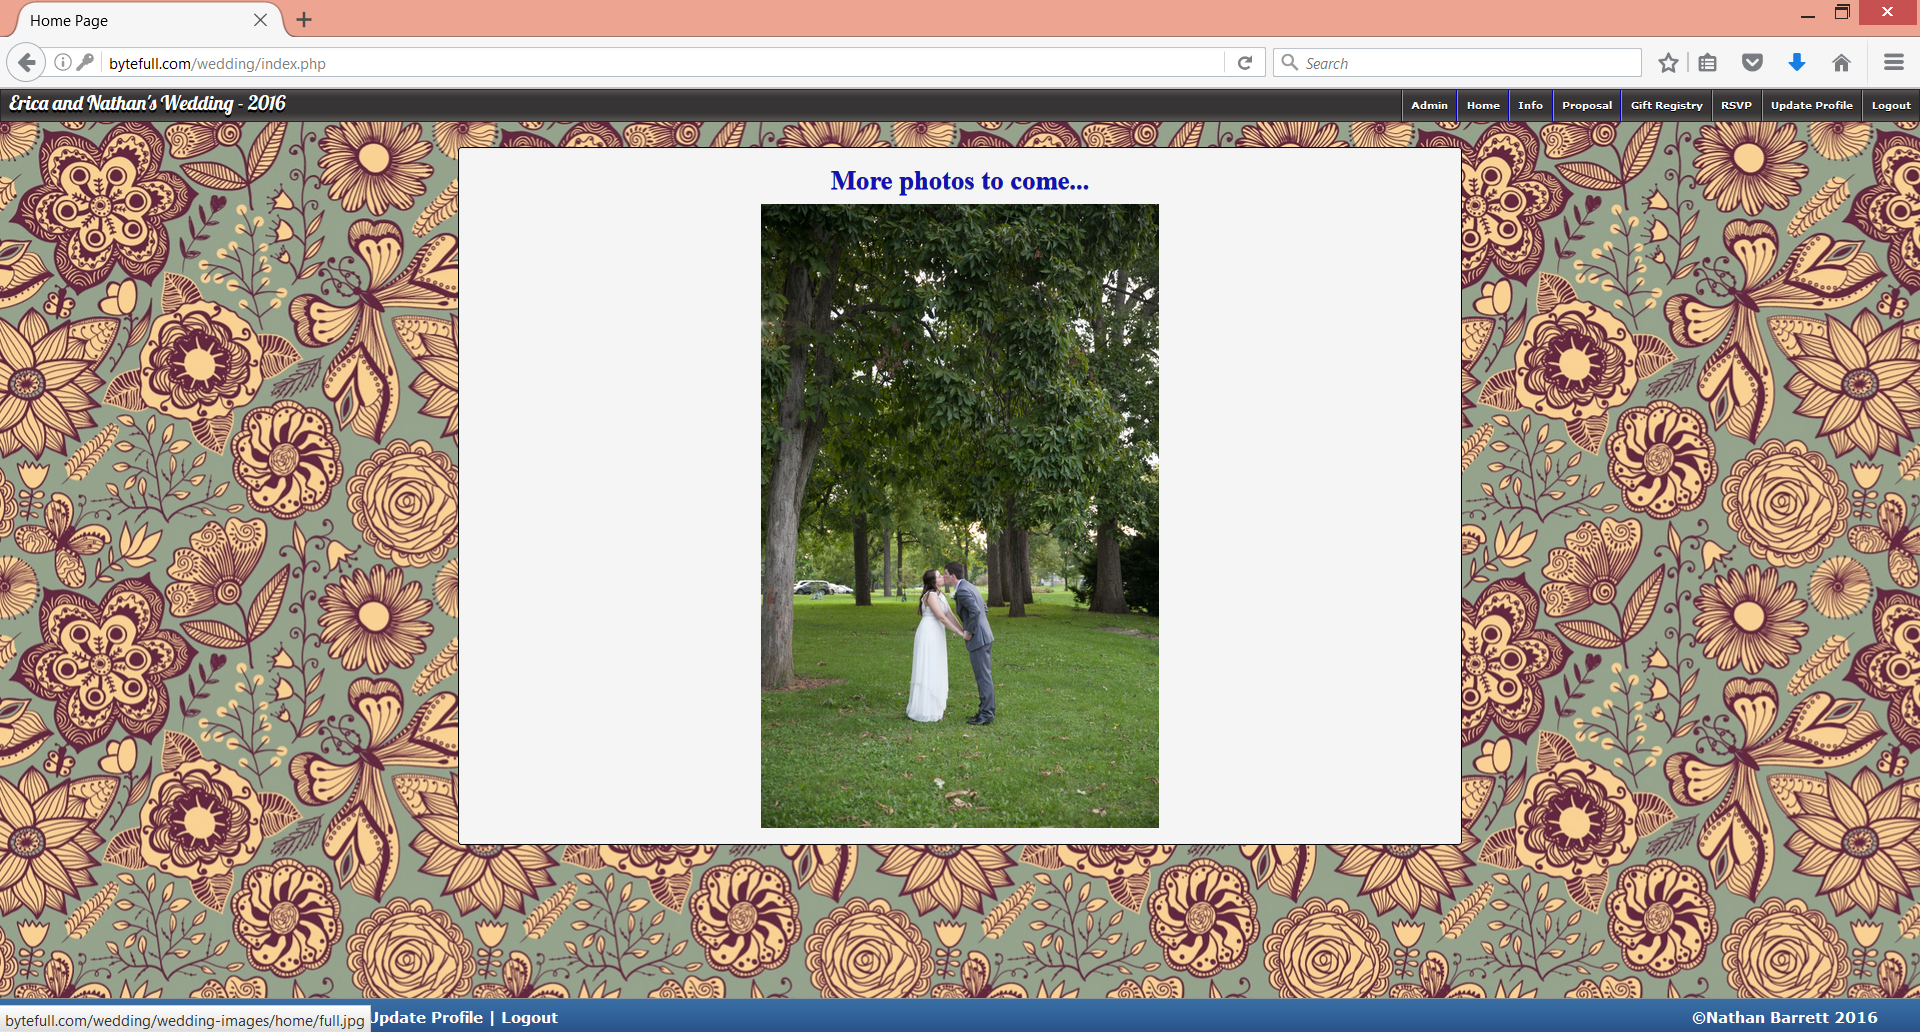 Home Page
bytefull.com/wedding/index.php
Search
Erica and Nathan's Wedding - 2016
Admin Home Info Proposal Gift Registry RSVP Update Profile Logout
More photos to come...
bytefull.com/wedding/wedding-images/home/full.jpg
Update Profile | Logout
©Nathan Barrett 2016